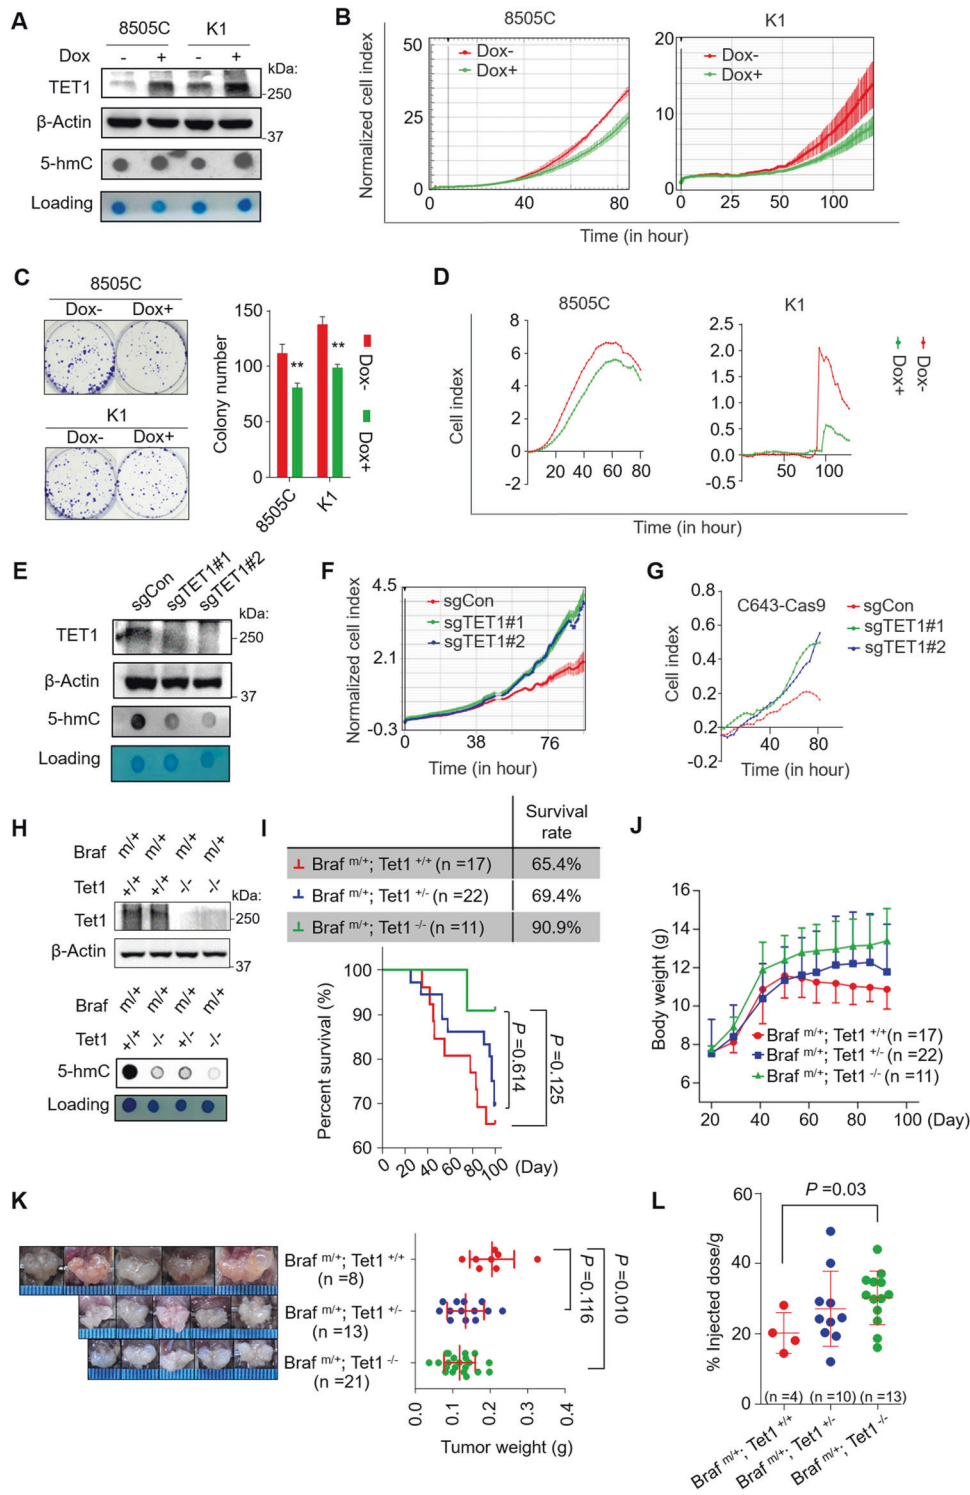 A
8505C K1
Dox - + - + kDa:
TET1
250
β-Actin
37
5-hmC
Loading
B
8505C K1
Normalized cell index
50
25
0
Dox-
Dox+
0 40 80
20
10
0
Dox-
Dox+
0 25 50 100
Time (in hour)
C
8505C
Dox- Dox+
K1
Dox- Dox+
Colony number
150
100
50
0
** **
8505C K1
Dox-
Dox+
D
8505C K1
Cell index
8
6
4
2
0
-2
20 40 60 80
2.5
2.0
1.5
1.0
0.5
0.0
-0.5
50 100
Dox-
Dox+
Time (in hour)
E
sgCon sgTET1#1 sgTET1#2
kDa:
TET1
250
β-Actin
37
5-hmC
Loading
F
Normalized cell index
4.5
2.1
-0.3
sgCon
sgTET1#1
sgTET1#2
0 38 76
Time (in hour)
G
C643-Cas9
Cell index
0.8
0.6
0.4
0.2
0.2
-0.2
40 80
sgCon
sgTET1#1
sgTET1#2
Time (in hour)
H
Braf m/+ m/+ m/+ m/+
Tet1 +/+ +/+ -/- -/-
kDa:
Tet1
250
β-Actin
37
Braf m/+ m/+ m/+ m/+
Tet1 +/+ -/- +/- -/-
5-hmC
Loading
I
Survival
rate
Braf m/+; Tet1 +/+ (n =17) 65.4%
Braf m/+; Tet1 +/- (n =22) 69.4%
Braf m/+; Tet1 -/- (n =11) 90.9%
Percent survival (%)
100
90
80
70
60
0 20 40 60 80 100 (Day)
P =0.614
P =0.125
J
Body weight (g)
16
14
12
10
8
6
Braf m/+; Tet1 +/+ (n =17)
Braf m/+; Tet1 +/- (n =22)
Braf m/+; Tet1 -/- (n =11)
20 40 60 80 100 (Day)
K
Braf m/+; Tet1 +/+
(n =8)
Braf m/+; Tet1 +/-
(n =13)
Braf m/+; Tet1 -/-
(n =21)
P =0.116
P =0.010
0.0 0.1 0.2 0.3 0.4
Tumor weight (g)
L
P =0.03
% Injected dose/g
60
40
20
0
(n =4) (n =10) (n =13)
Braf m/+; Tet1 +/+
Braf m/+; Tet1 +/-
Braf m/+; Tet1 -/-